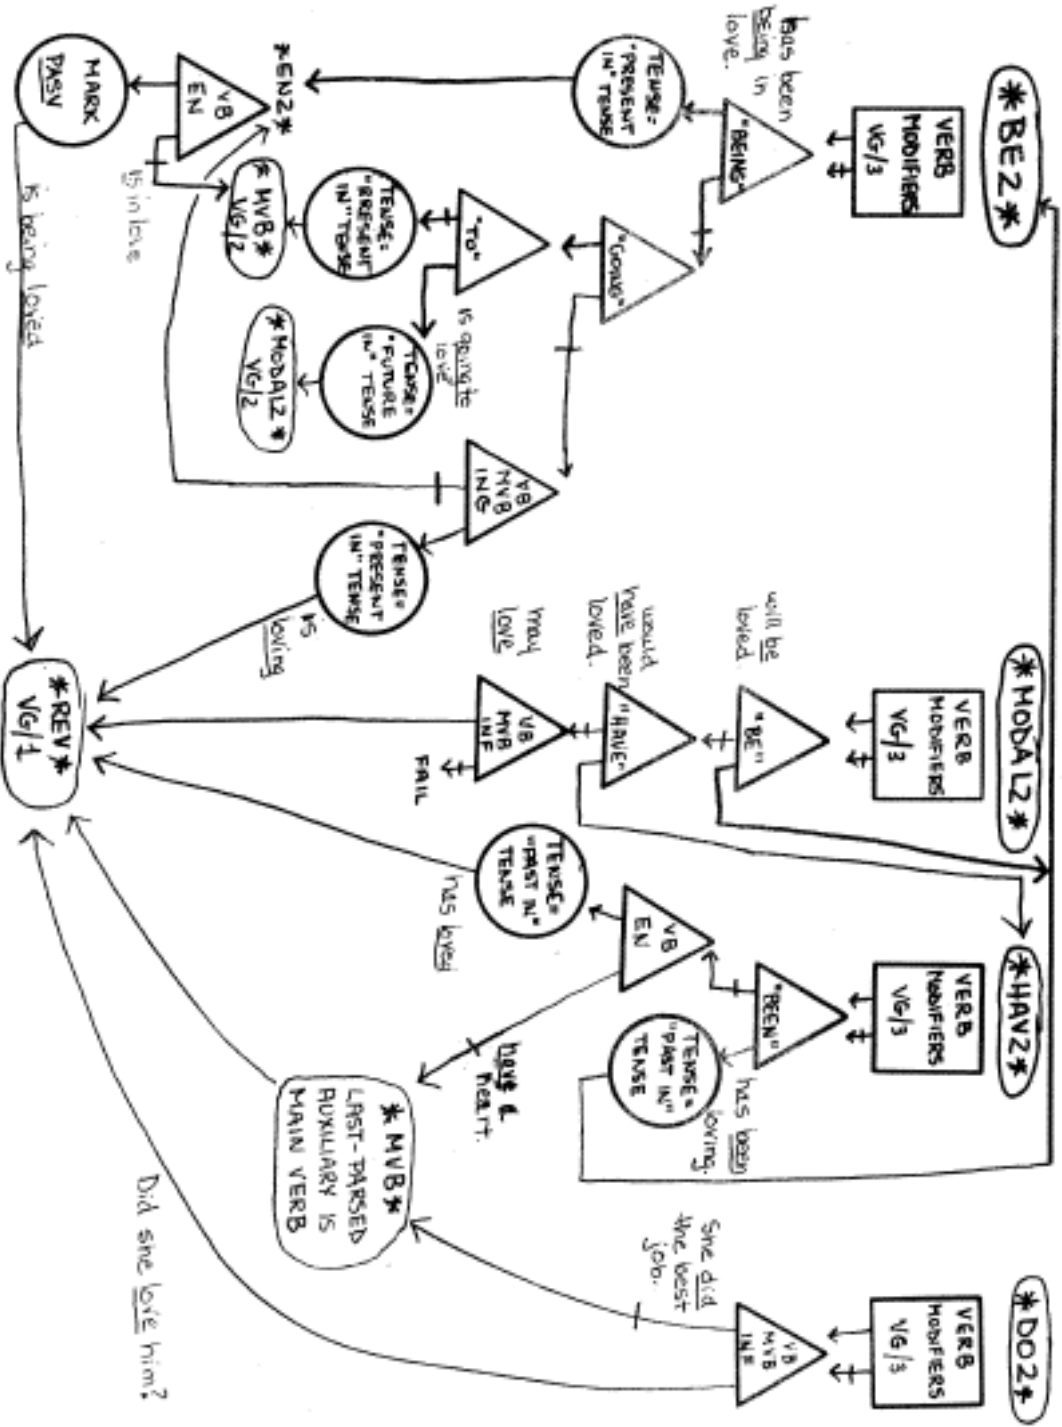 *BE2*
VERB
MODIFIERS
VG/3
"BEING"
Has been
being in
love.
TENSE=
"PRESENT
IN" TENSE
*EN2*
VB
EN
MARK
PASV
"GOING"
"TO"
TENSE=
"PRESENT
IN" TENSE
*MVB*
VG/2
is going to
love
TENSE=
"FUTURE
IN" TENSE
*MODAL2*
VG/2
Is in love
is being loved
VB
MVB
ING
TENSE=
"PRESENT
IN" TENSE
is
loving
*MODAL2*
VERB
MODIFIERS
VG/3
"BE"
will be
loved
"HAVE"
would
have been
loved.
VB
MVB
INF
may
love
FAIL
*REV*
VG/1
*HAV2*
VERB
MODIFIERS
VG/3
"BEEN"
TENSE=
"PAST IN"
TENSE
has been
loving.
VB
EN
TENSE=
"PAST IN"
TENSE
has loved
have a
heart.
*MVB*
LAST-PARSED
AUXILIARY IS
MAIN VERB
*DO2*
VERB
MODIFIERS
VG/3
VB
MVB
INF
She did
the best
job.
Did she love him?